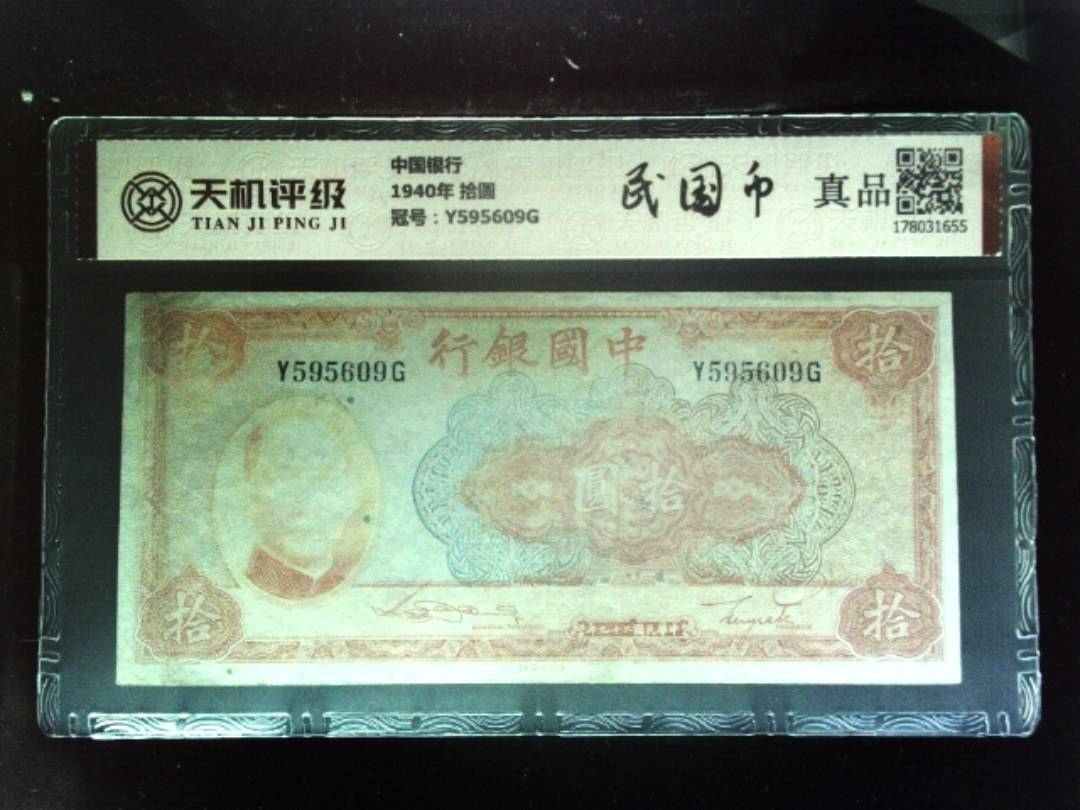 天机评级
TIAN JI PING JI
中国银行
1940年 拾圓
冠号：Y595609G
民国币
真品
178031655
拾
行銀國中
拾
Y595609G
Y595609G
圓拾
拾
拾